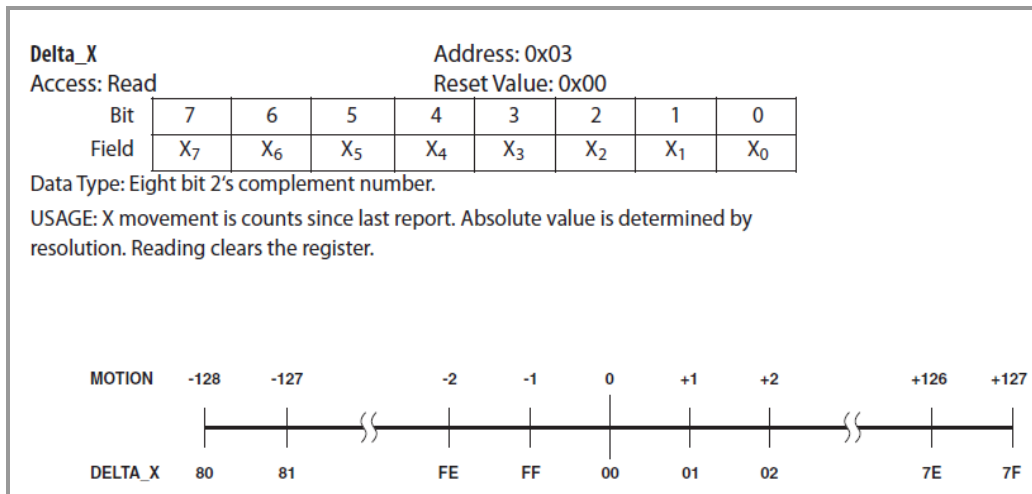 Delta_X Address: 0x03
Access: Read Reset Value: 0x00
Bit 7 6 5 4 3 2 1 0
Field X₇ X₆ X₅ X₄ X₃ X₂ X₁ X₀
Data Type: Eight bit 2's complement number.
USAGE: X movement is counts since last report. Absolute value is determined by
resolution. Reading clears the register.
MOTION -128 -127 -2 -1 0 +1 +2 +126 +127
DELTA_X 80 81 FE FF 00 01 02 7E 7F